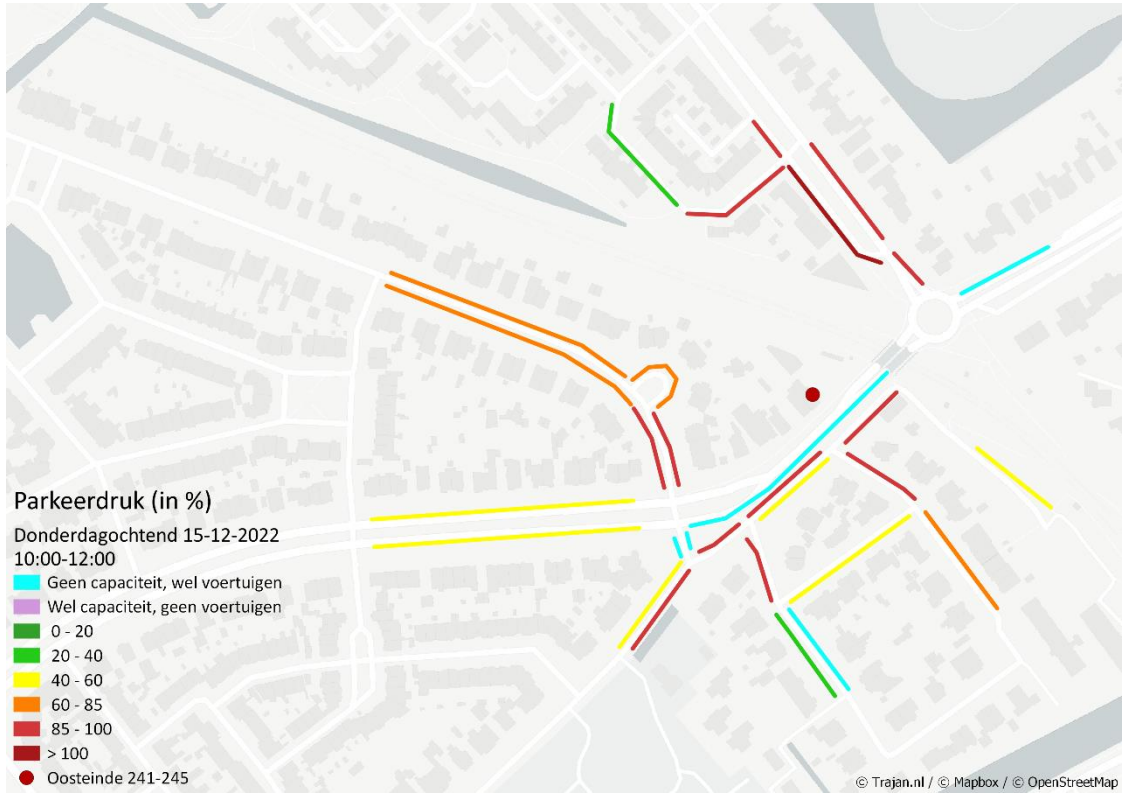 Parkeerdruk (in %)
Donderdagochtend 15-12-2022
10:00-12:00
Geen capaciteit, wel voertuigen
Wel capaciteit, geen voertuigen
0 - 20
20 - 40
40 - 60
60 - 85
85 - 100
> 100
Oosteinde 241-245
© Trajan.nl / © Mapbox / © OpenStreetMap